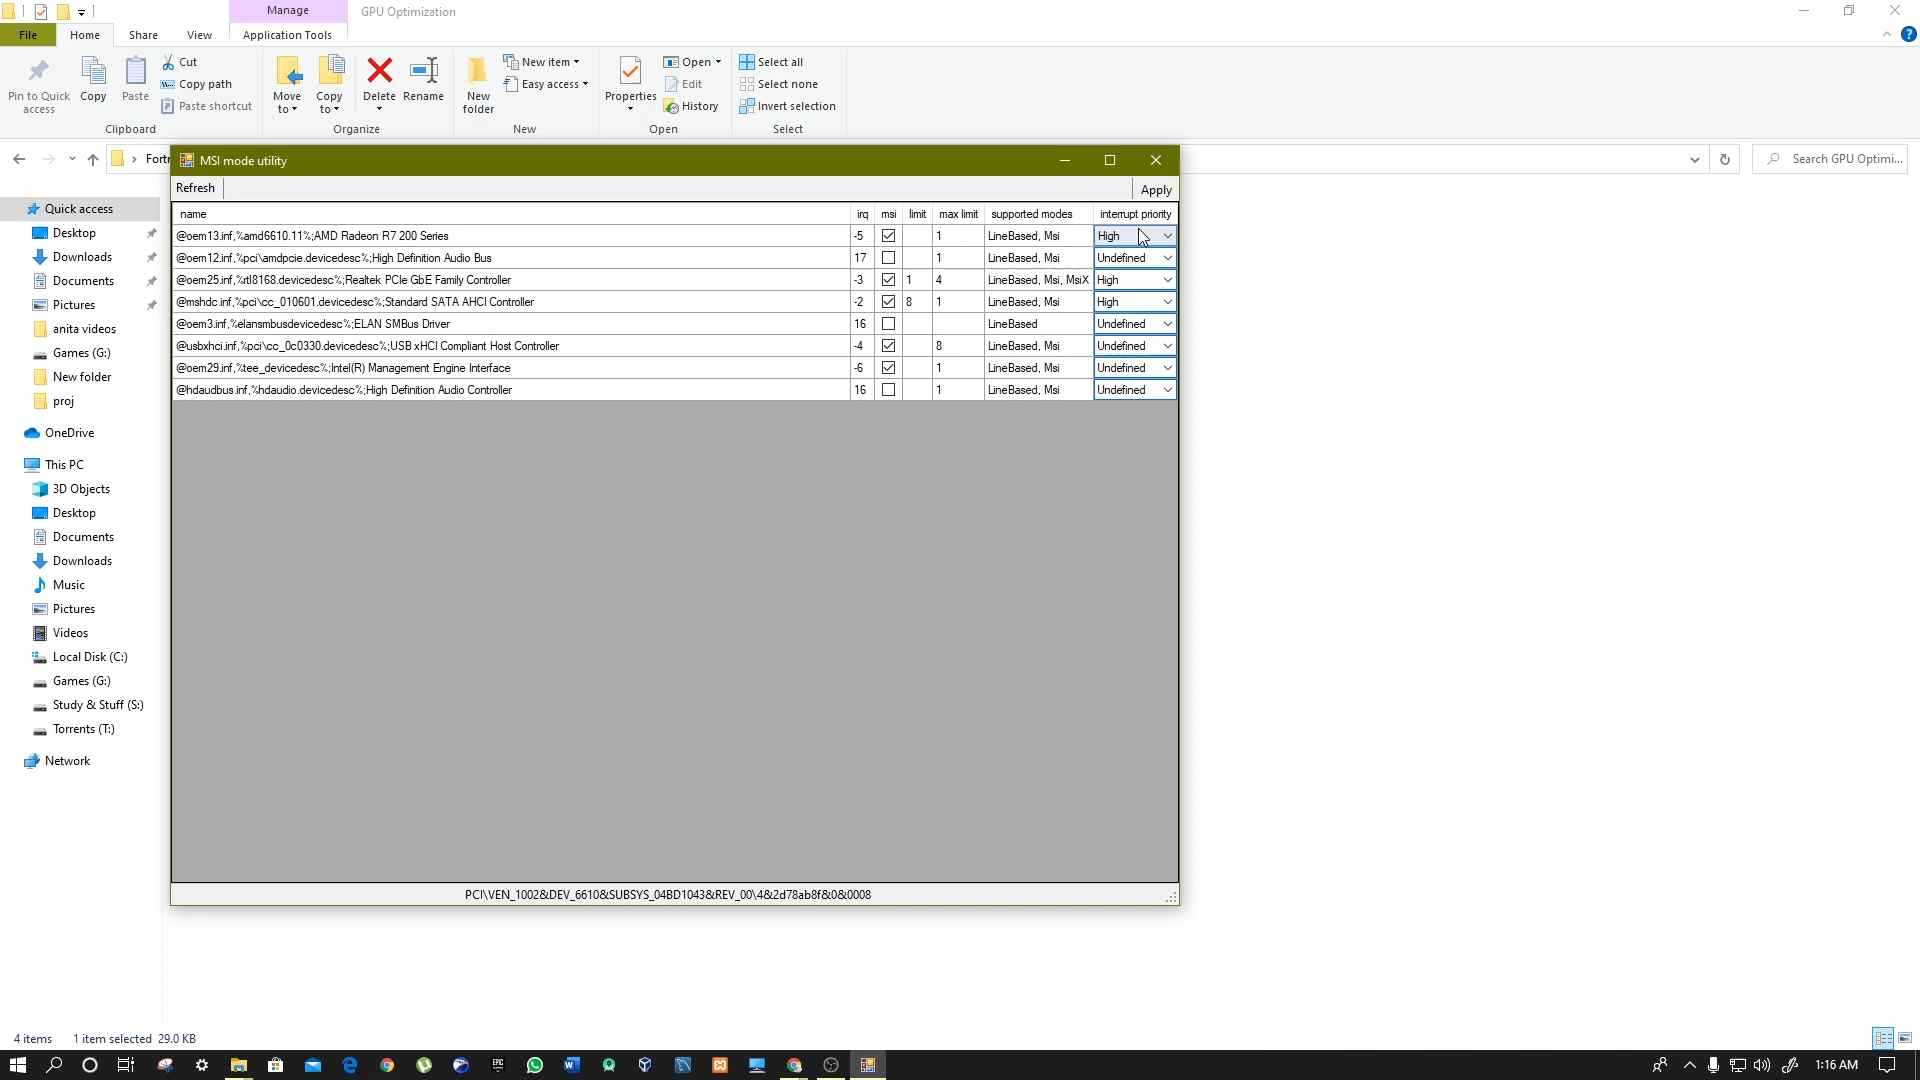 Manage
GPU Optimization
File
Home
Share
View
Application Tools
Pin to Quick access
Copy
Paste
Cut
Copy path
Paste shortcut
Clipboard
Move to
Copy to
Delete
Rename
Organize
New folder
New item
Easy access
New
Properties
Open
Edit
History
Open
Select all
Select none
Invert selection
Select
Fortr
Search GPU Optimi...
MSI mode utility
Refresh
Apply
name irq msi limit max limit supported modes interrupt priority
@oem13.inf,%amd6610.11%;AMD Radeon R7 200 Series -5 1 LineBased, Msi High
@oem12.inf,%pci\amdpcie.devicedesc%;High Definition Audio Bus 17 1 LineBased, Msi Undefined
@oem25.inf,%rtl8168.devicedesc%;Realtek PCIe GbE Family Controller -3 1 4 LineBased, Msi, MsiX High
@mshdc.inf,%pci\cc_010601.devicedesc%;Standard SATA AHCI Controller -2 8 1 LineBased, Msi High
@oem3.inf,%elansmbusdevicedesc%;ELAN SMBus Driver 16 LineBased Undefined
@usbxhci.inf,%pci\cc_0c0330.devicedesc%;USB xHCI Compliant Host Controller -4 8 LineBased, Msi Undefined
@oem29.inf,%tee_devicedesc%;Intel(R) Management Engine Interface -6 1 LineBased, Msi Undefined
@hdaudbus.inf,%hdaudio.devicedesc%;High Definition Audio Controller 16 1 LineBased, Msi Undefined
PCI\VEN_1002&DEV_6610&SUBSYS_04BD1043&REV_00\4&2d78ab8f&0&0008
Quick access
Desktop
Downloads
Documents
Pictures
anita videos
Games (G:)
New folder
proj
OneDrive
This PC
3D Objects
Desktop
Documents
Downloads
Music
Pictures
Videos
Local Disk (C:)
Games (G:)
Study & Stuff (S:)
Torrents (T:)
Network
4 items 1 item selected 29.0 KB
EPIC
1:16 AM